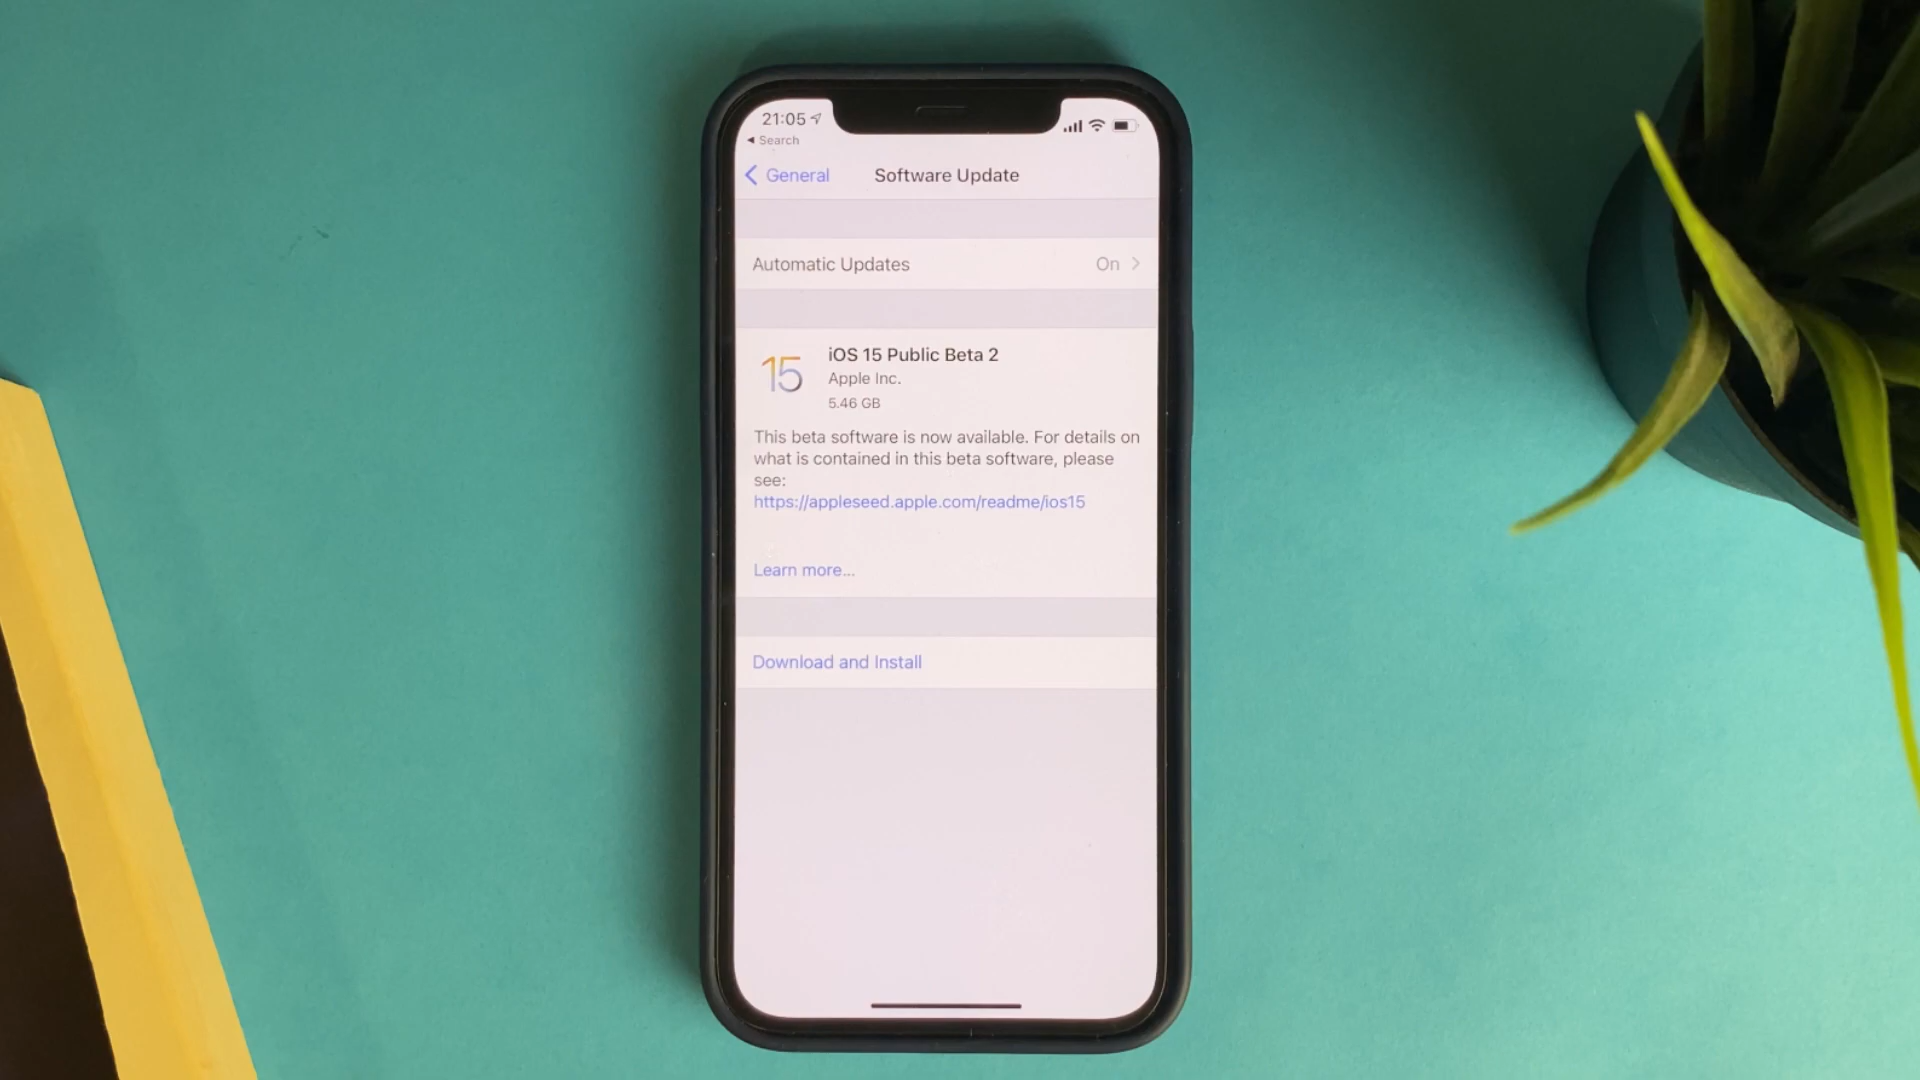 21:05
◀ Search
General
Software Update
Automatic Updates
On
15
iOS 15 Public Beta 2
Apple Inc.
5.46 GB
This beta software is now available. For details on
what is contained in this beta software, please
see:
https://appleseed.apple.com/readme/ios15
Learn more...
Download and Install